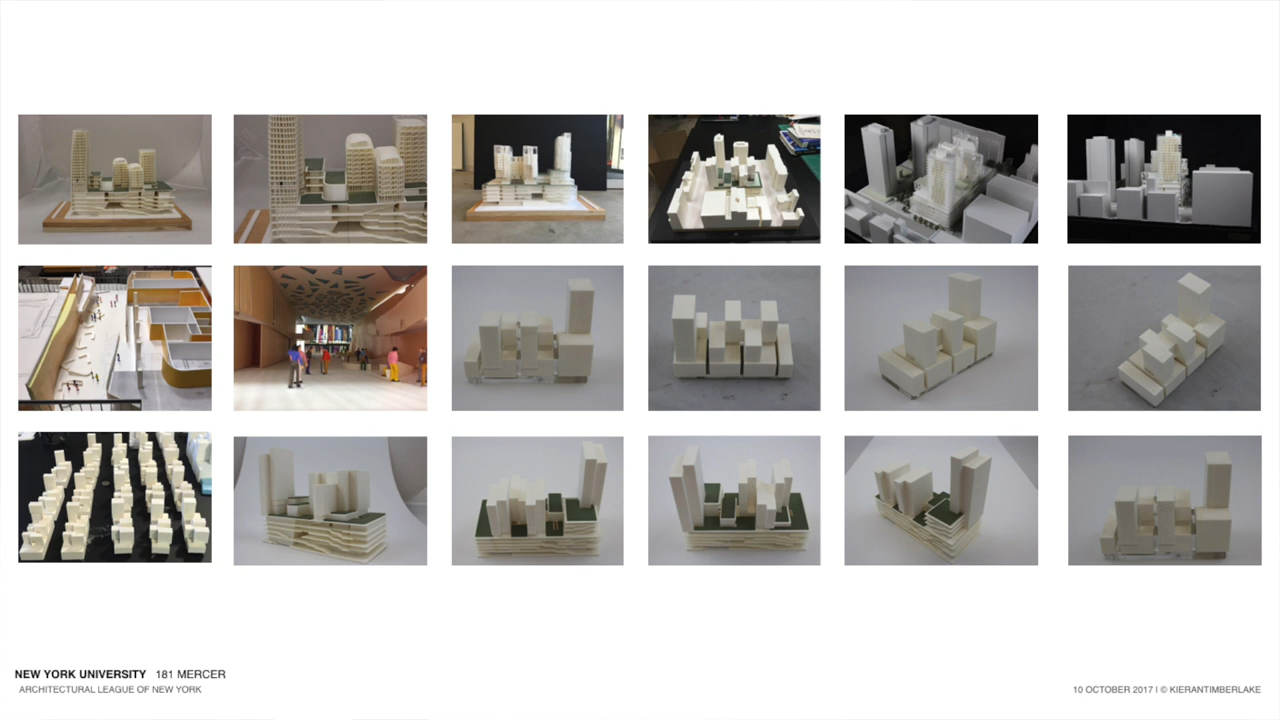 NEW YORK UNIVERSITY 181 MERCER
ARCHITECTURAL LEAGUE OF NEW YORK
10 OCTOBER 2017 | © KIERANTIMBERLAKE